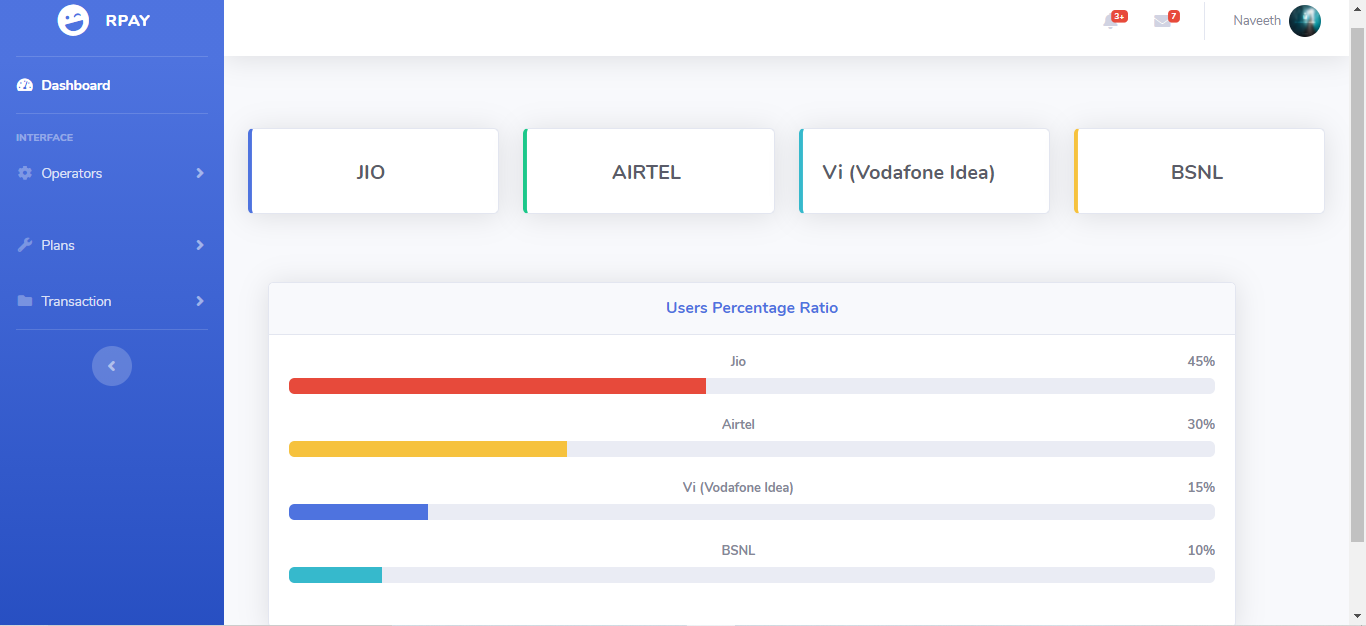 RPAY
3+
7
Naveeth
Dashboard
INTERFACE
Operators
Plans
Transaction
JIO
AIRTEL
Vi (Vodafone Idea)
BSNL
Users Percentage Ratio
Jio 45%
Airtel 30%
Vi (Vodafone Idea) 15%
BSNL 10%